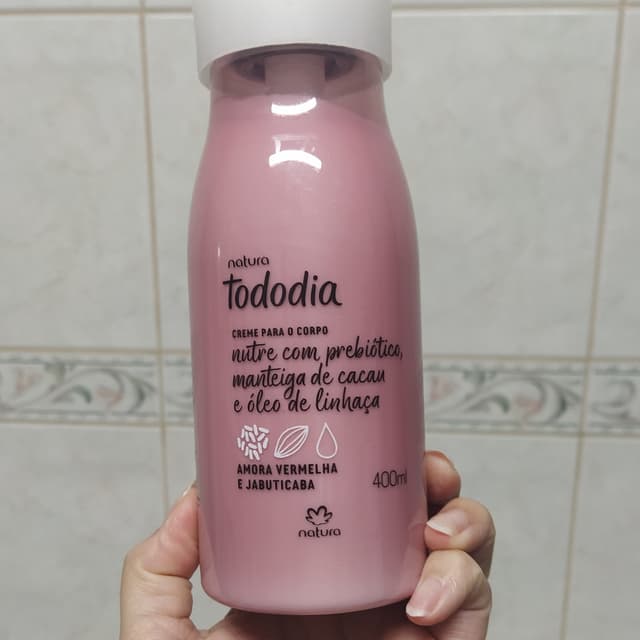 natura
tododia
CREME PARA O CORPO
nutre com prebiótico,
manteiga de cacau
e óleo de linhaça
AMORA VERMELHA
E JABUTICABA
400ml
natura